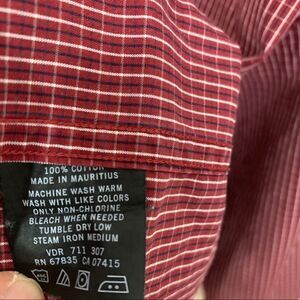 100% COTTON
MADE IN MAURITIUS
MACHINE WASH WARM
WASH WITH LIKE COLORS
ONLY NON-CHLORINE
BLEACH WHEN NEEDED
TUMBLE DRY LOW
STEAM IRON MEDIUM
VDR 711 307
RN 67835 CA 07415